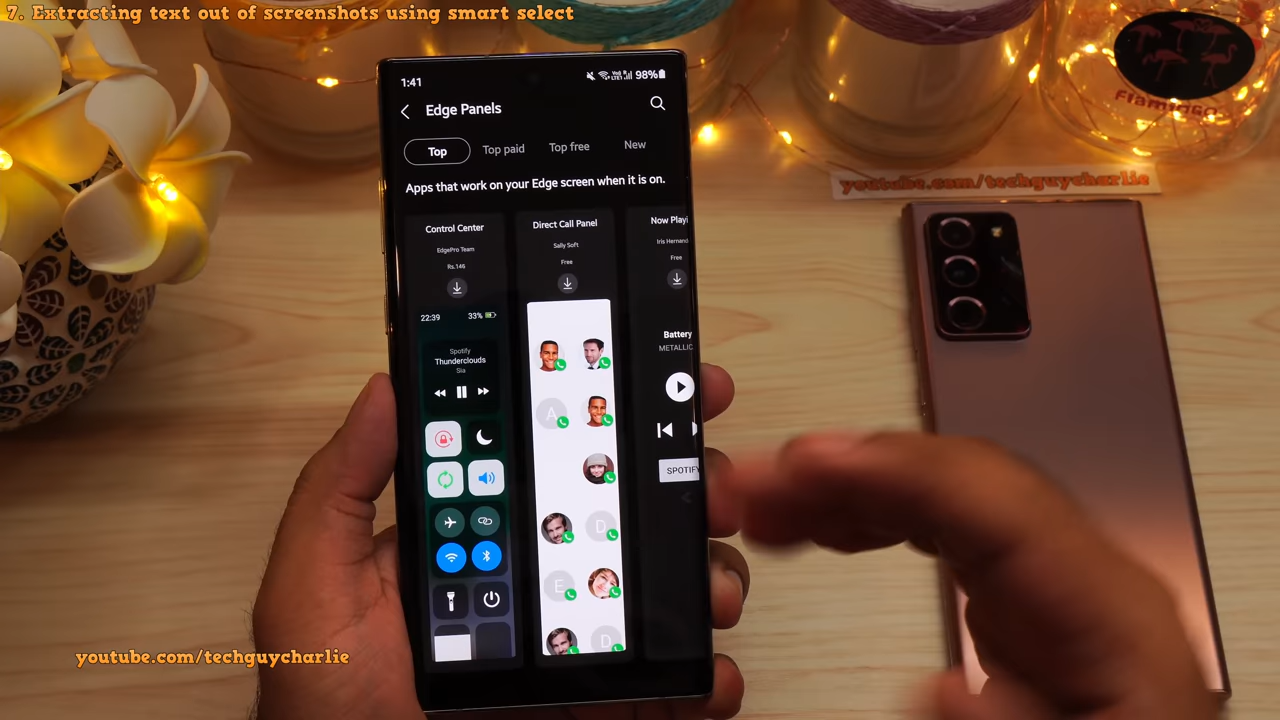 7. Extracting text out of screenshots using smart select
1:41
98%
Edge Panels
Top
Top paid
Top free
New
Apps that work on your Edge screen when it is on.
Control Center
EdgePro Team
Rs.146
Direct Call Panel
Sally Soft
Free
Now Playi
Iris Hernand
Free
22:39
33%
Spotify
Thunderclouds
Sia
A
D
E
D
Battery
METALLIC
SPOTIFY
FlaminGO
youtube.com/techguycharlie
youtube.com/techguycharlie